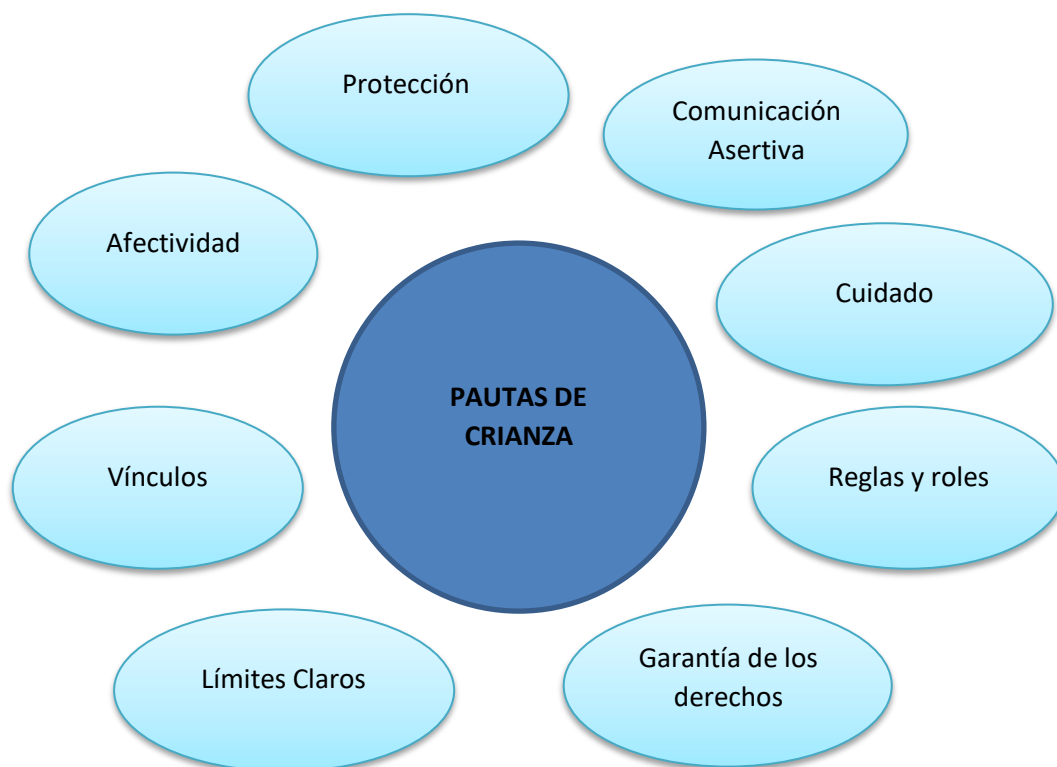 Protección
Comunicación
Asertiva
Afectividad
Cuidado
PAUTAS DE
CRIANZA
Vínculos
Reglas y roles
Límites Claros
Garantía de los
derechos